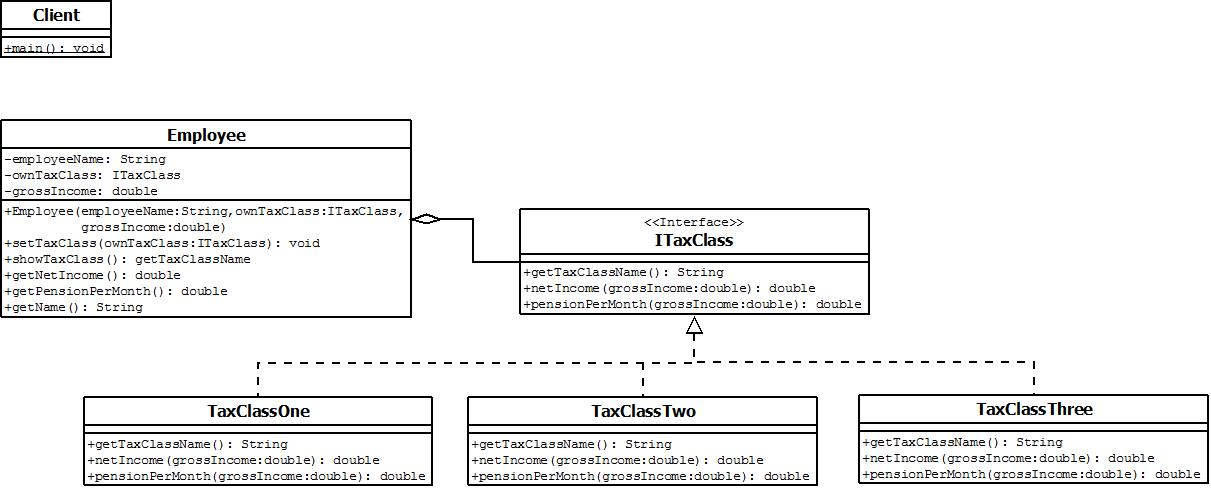 Client
+main(): void
Employee
-employeeName: String
-ownTaxClass: ITaxClass
-grossIncome: double
+Employee(employeeName:String,ownTaxClass:ITaxClass,
grossIncome:double)
+setTaxClass(ownTaxClass:ITaxClass): void
+showTaxClass(): getTaxClassName
+getNetIncome(): double
+getPensionPerMonth(): double
+getName(): String
<<Interface>>
ITaxClass
+getTaxClassName(): String
+netIncome(grossIncome:double): double
+pensionPerMonth(grossIncome:double): double
TaxClassOne
+getTaxClassName(): String
+netIncome(grossIncome:double): double
+pensionPerMonth(grossIncome:double): double
TaxClassTwo
+getTaxClassName(): String
+netIncome(grossIncome:double): double
+pensionPerMonth(grossIncome:double): double
TaxClassThree
+getTaxClassName(): String
+netIncome(grossIncome:double): double
+pensionPerMonth(grossIncome:double): double